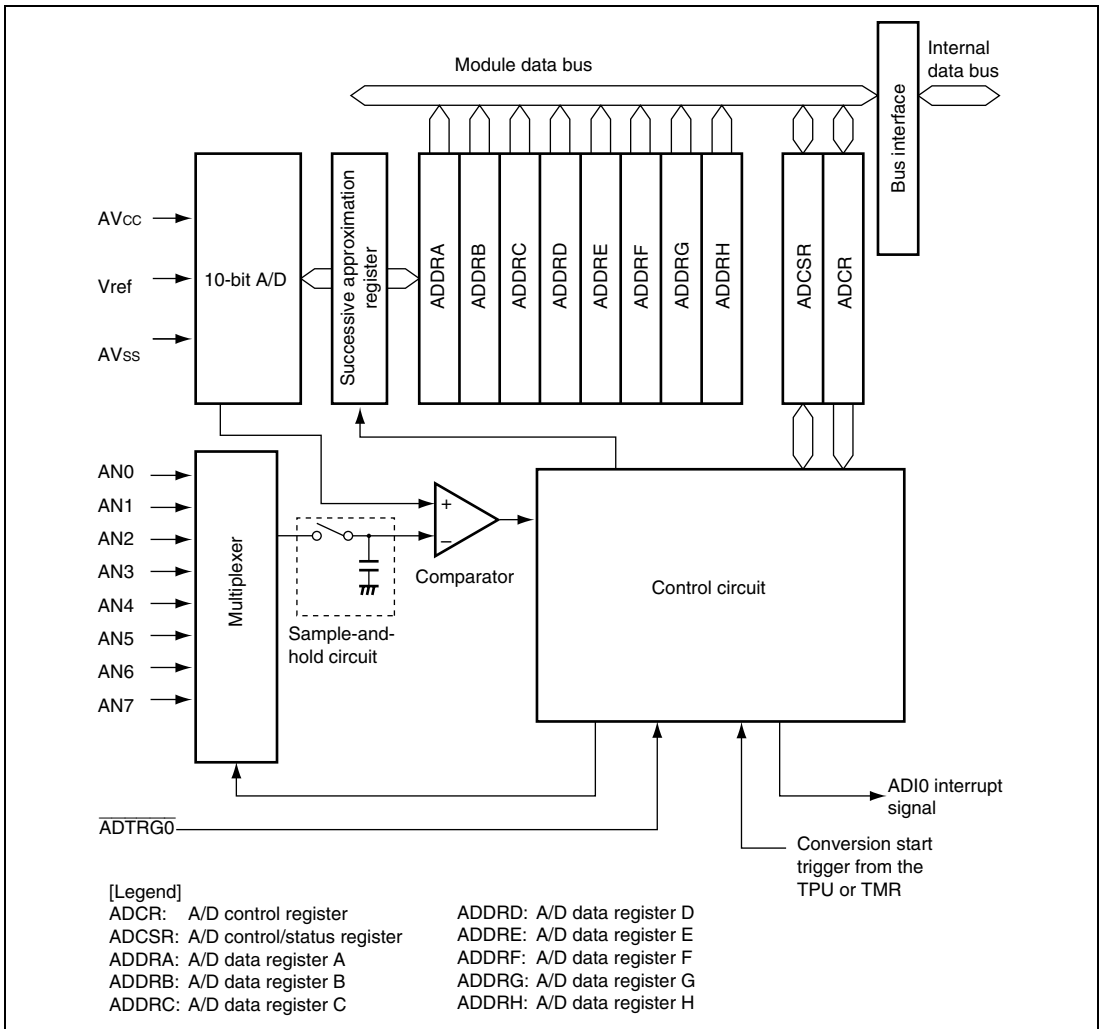 Module data bus
Internal
data bus
Bus interface
AVCC
Vref
AVSS
10-bit A/D
Successive approximation
register
ADDRA
ADDRB
ADDRC
ADDRD
ADDRE
ADDRF
ADDRG
ADDRH
ADCSR
ADCR
AN0
AN1
AN2
AN3
AN4
AN5
AN6
AN7
Multiplexer
+
−
Comparator
Sample-and-
hold circuit
Control circuit
ADI0 interrupt
signal
ADTRG0
Conversion start
trigger from the
TPU or TMR
[Legend]
ADCR: A/D control register
ADCSR: A/D control/status register
ADDRA: A/D data register A
ADDRB: A/D data register B
ADDRC: A/D data register C
ADDRD: A/D data register D
ADDRE: A/D data register E
ADDRF: A/D data register F
ADDRG: A/D data register G
ADDRH: A/D data register H